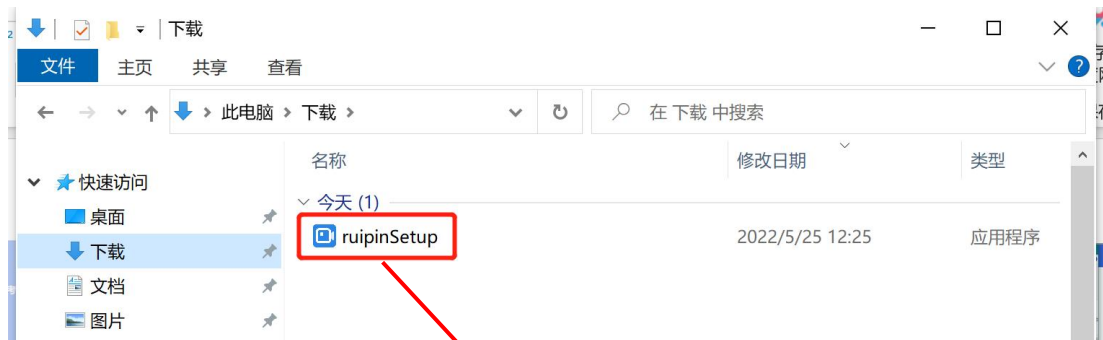 下载
文件 主页 共享 查看
此电脑 下载 在 下载 中搜索
名称 修改日期 类型
快速访问
今天 (1)
桌面
ruipinSetup 2022/5/25 12:25 应用程序
下载
文档
图片